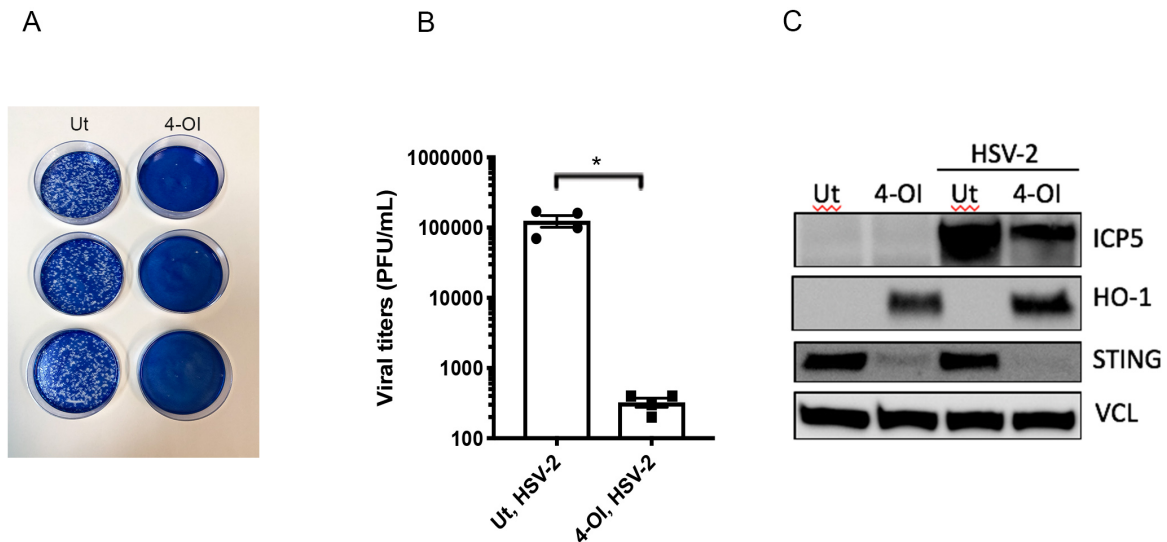 A
B
C
Ut 4-OI
Viral titers (PFU/mL)
1000000
100000
10000
1000
100
*
Ut, HSV-2
4-OI, HSV-2
HSV-2
Ut 4-OI Ut 4-OI
ICP5
HO-1
STING
VCL